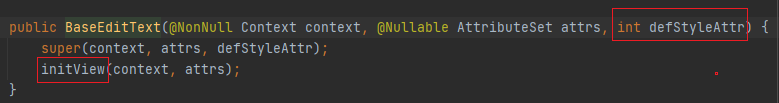 public BaseEditText(@NonNull Context context, @Nullable AttributeSet attrs, int defStyleAttr) {
super(context, attrs, defStyleAttr);
initView(context, attrs);
}